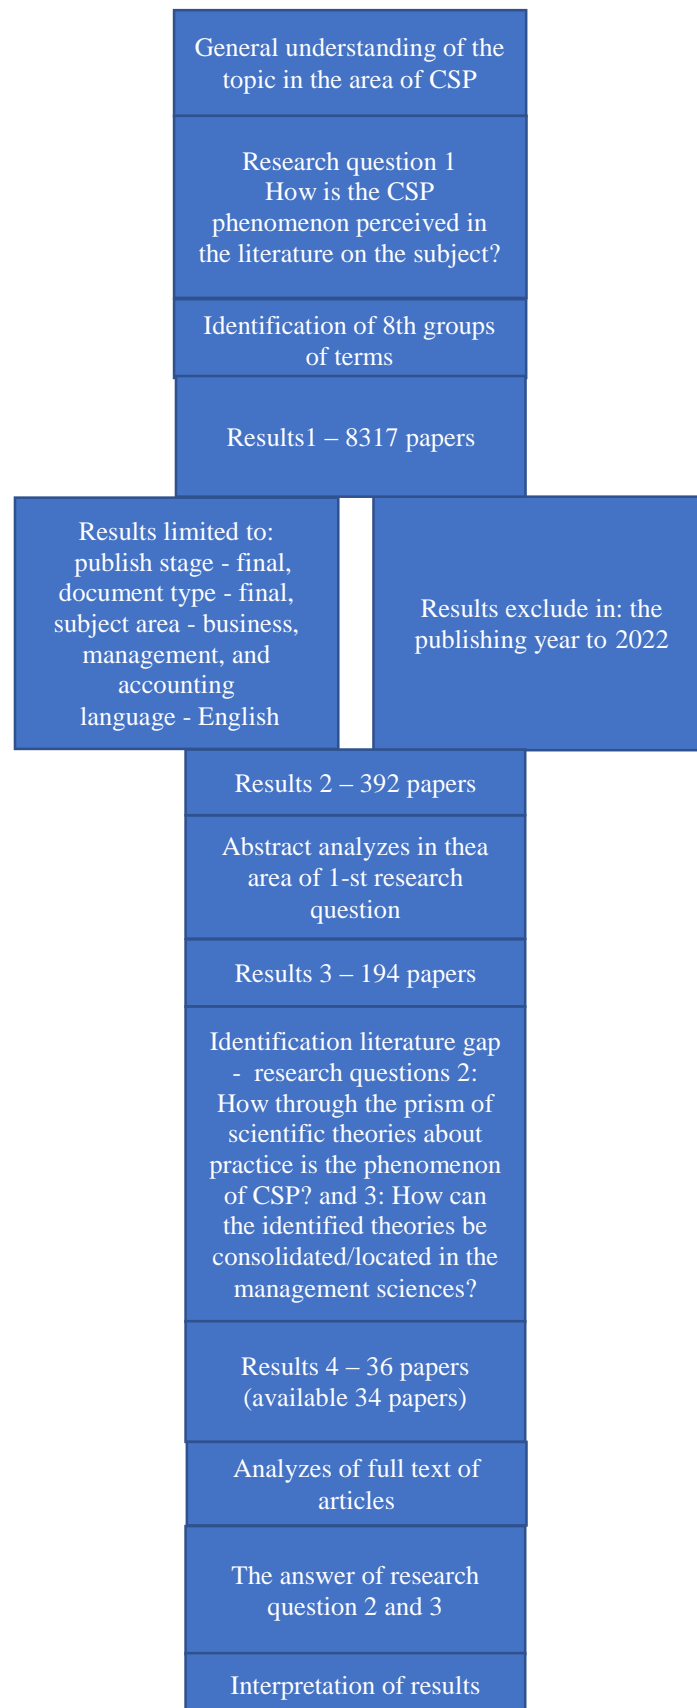 General understanding of the
topic in the area of CSP
Research question 1
How is the CSP
phenomenon perceived in
the literature on the subject?
Identification of 8th groups
of terms
Results1 – 8317 papers
Results limited to:
publish stage - final,
document type - final,
subject area - business,
management, and
accounting
language - English
Results exclude in: the
publishing year to 2022
Results 2 – 392 papers
Abstract analyzes in thea
area of 1-st research
question
Results 3 – 194 papers
Identification literature gap
- research questions 2:
How through the prism of
scientific theories about
practice is the phenomenon
of CSP? and 3: How can
the identified theories be
consolidated/located in the
management sciences?
Results 4 – 36 papers
(available 34 papers)
Analyzes of full text of
articles
The answer of research
question 2 and 3
Interpretation of results